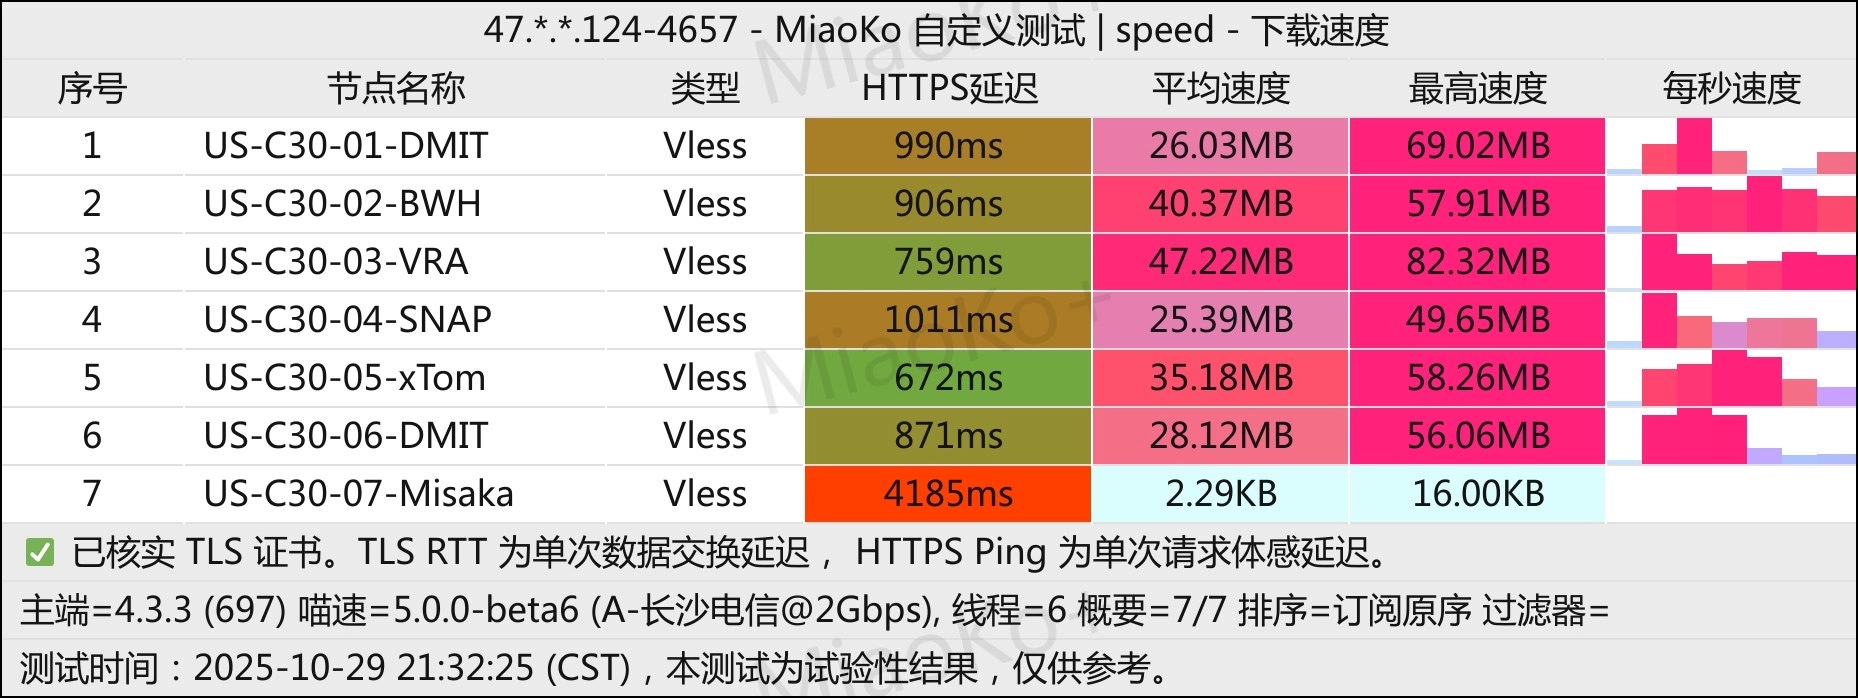 47.*.*.124-4657 - MiaoKo 自定义测试 | speed - 下载速度
序号 节点名称 类型 HTTPS延迟 平均速度 最高速度 每秒速度
1 US-C30-01-DMIT Vless 990ms 26.03MB 69.02MB
2 US-C30-02-BWH Vless 906ms 40.37MB 57.91MB
3 US-C30-03-VRA Vless 759ms 47.22MB 82.32MB
4 US-C30-04-SNAP Vless 1011ms 25.39MB 49.65MB
5 US-C30-05-xTom Vless 672ms 35.18MB 58.26MB
6 US-C30-06-DMIT Vless 871ms 28.12MB 56.06MB
7 US-C30-07-Misaka Vless 4185ms 2.29KB 16.00KB
✅ 已核实 TLS 证书。TLS RTT 为单次数据交换延迟，HTTPS Ping 为单次请求体感延迟。
主端=4.3.3 (697) 喵速=5.0.0-beta6 (A-长沙电信@2Gbps), 线程=6 概要=7/7 排序=订阅原序 过滤器=
测试时间：2025-10-29 21:32:25 (CST)，本测试为试验性结果，仅供参考。
MiaoKo+
MiaoKo+
MiaoKo+